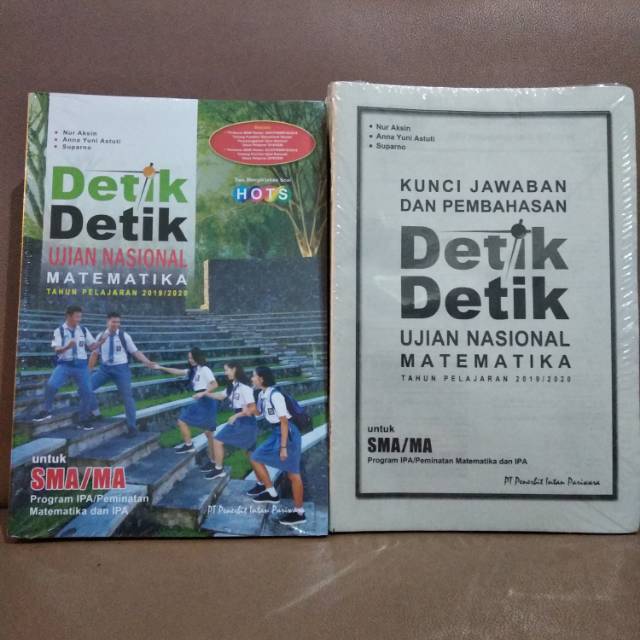 • Nur Aksin
• Anna Yuni Astuti
• Suparno
Detik
Detik
UJIAN NASIONAL
MATEMATIKA
TAHUN PELAJARAN 2019/2020
HOTS
untuk
SMA/MA
Program IPA/Peminatan
Matematika dan IPA
PT Penerbit Intan Pariwara
• Nur Aksin
• Anna Yuni Astuti
• Suparno
KUNCI JAWABAN
DAN PEMBAHASAN
Detik
Detik
UJIAN NASIONAL
MATEMATIKA
TAHUN PELAJARAN 2019/2020
untuk
SMA/MA
Program IPA/Peminatan Matematika dan IPA
PT Penerbit Intan Pariwara